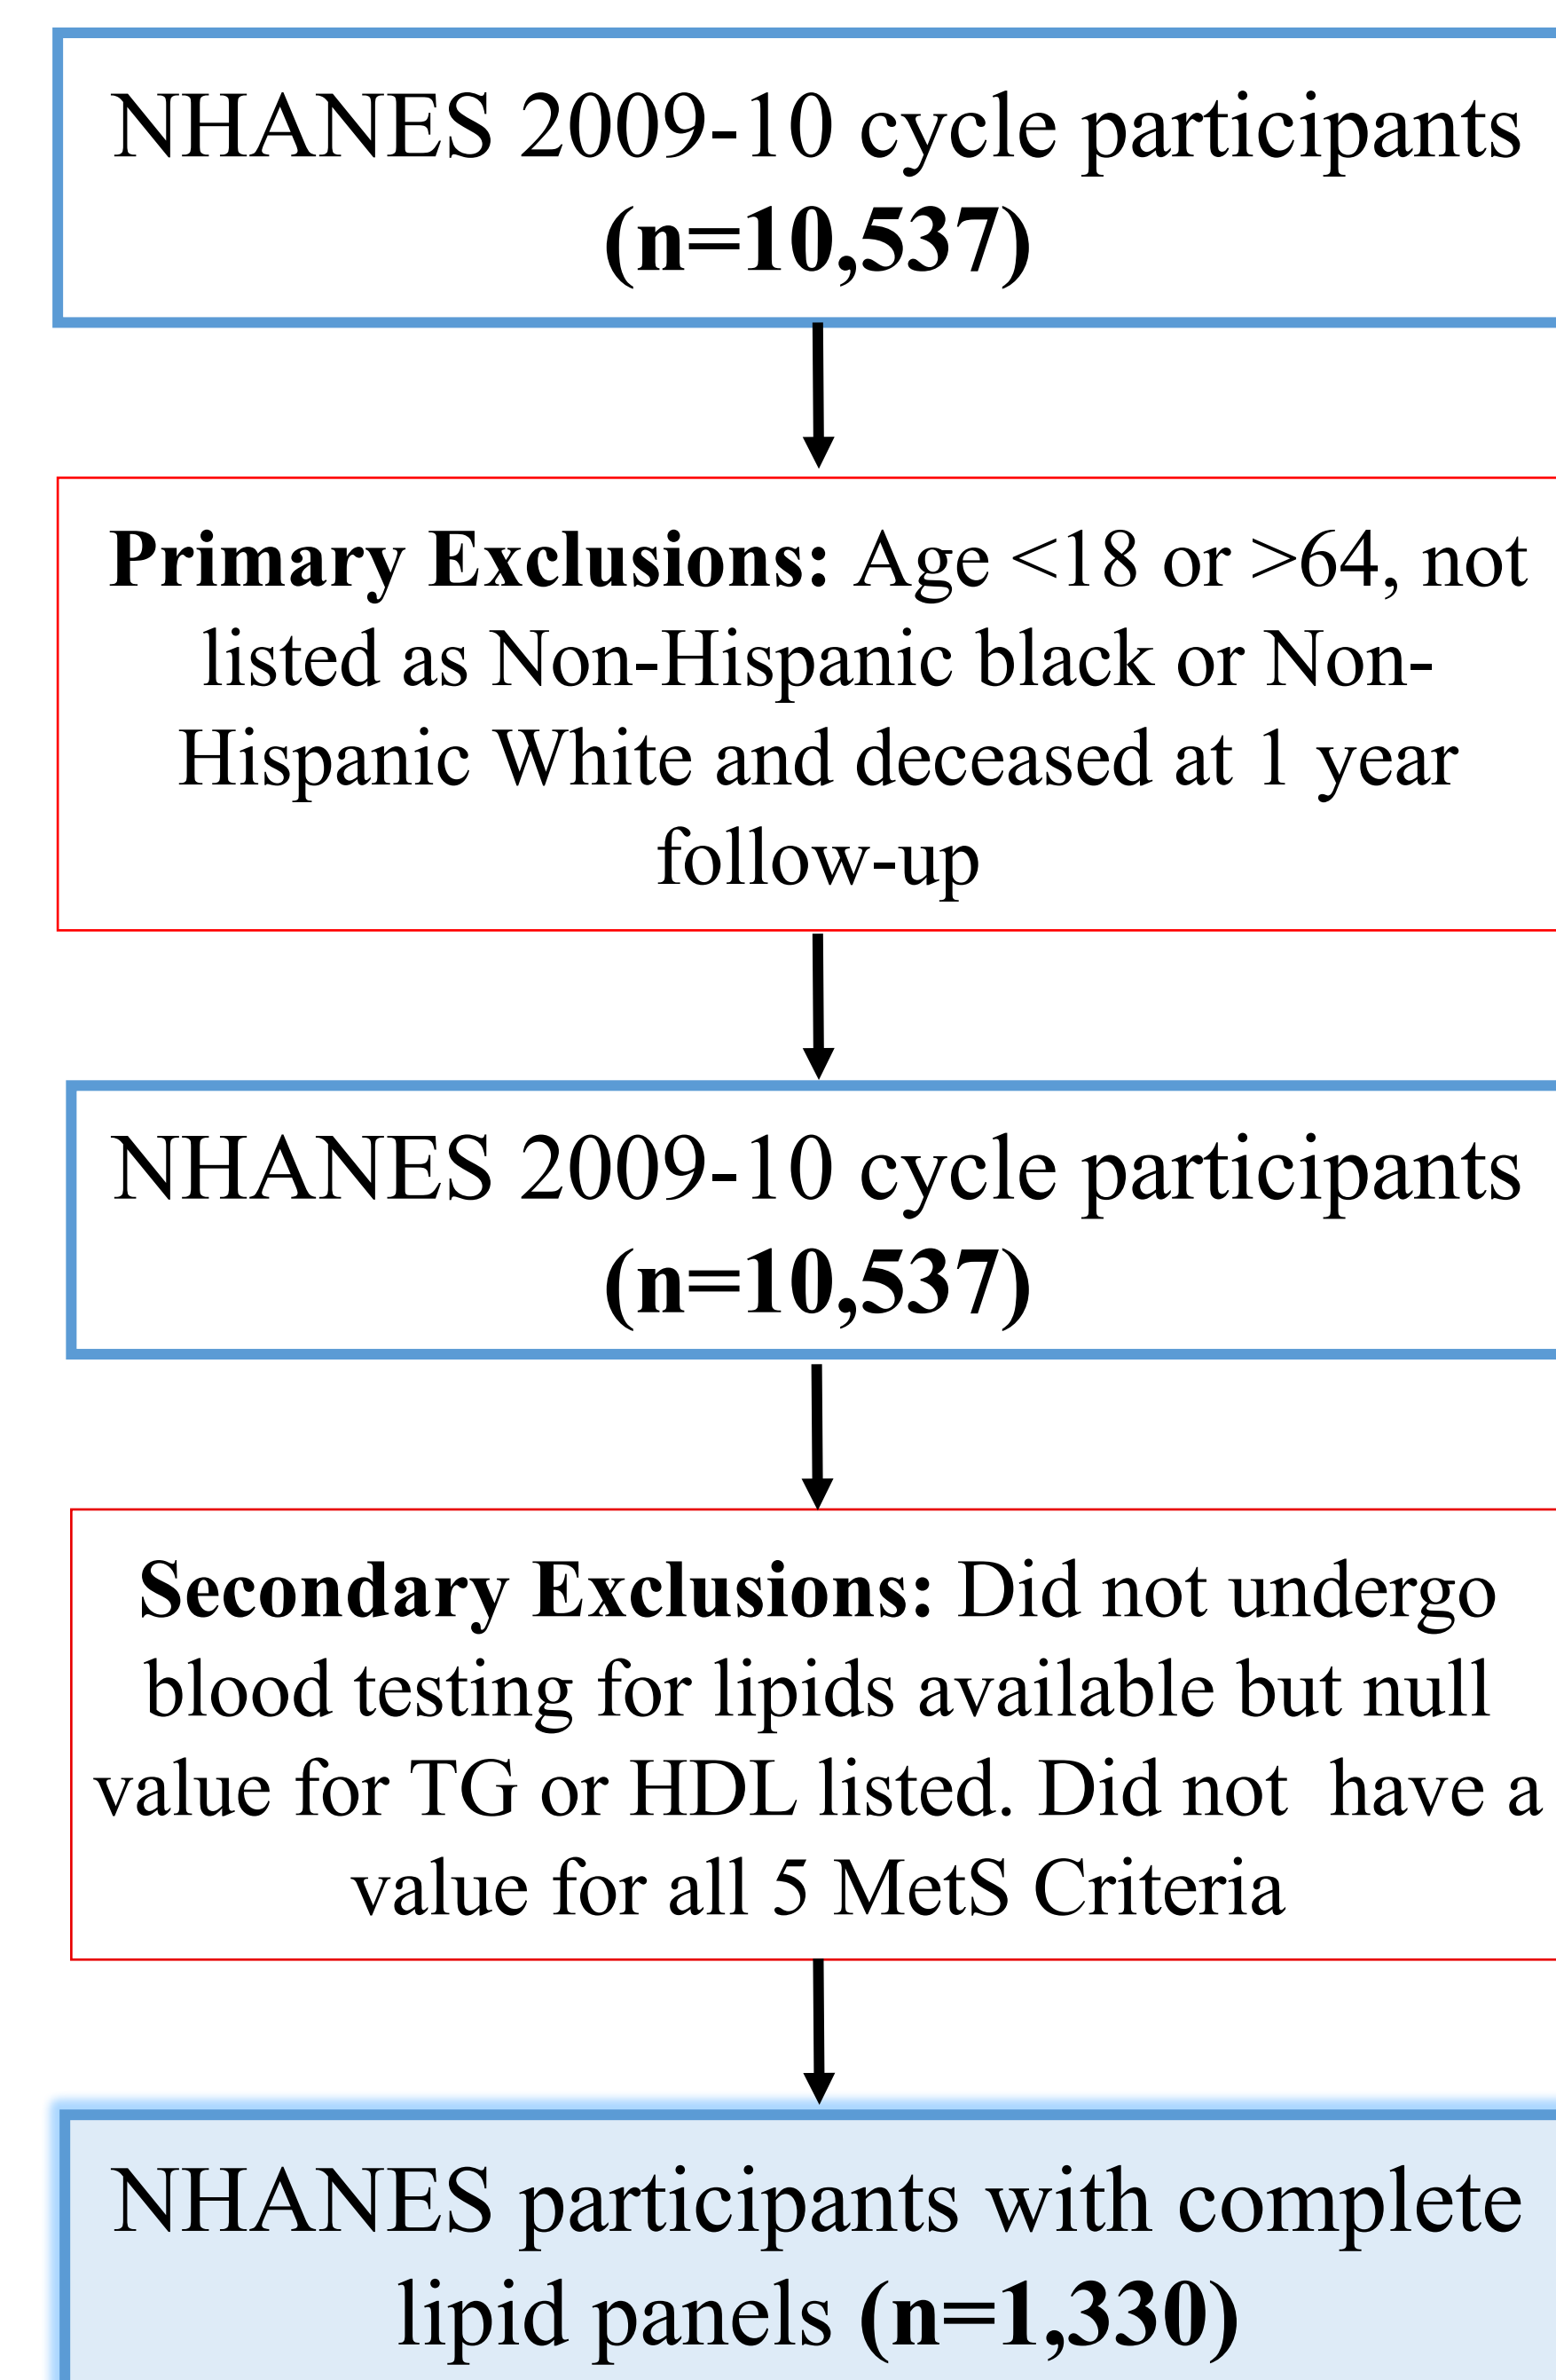 NHANES 2009-10 cycle participants
(n=10,537)
Primary Exclusions: Age <18 or >64, not
listed as Non-Hispanic black or Non-
Hispanic White and deceased at 1 year
follow-up
NHANES 2009-10 cycle participants
(n=10,537)
Secondary Exclusions: Did not undergo
blood testing for lipids available but null
value for TG or HDL listed. Did not  have a
value for all 5 MetS Criteria
NHANES participants with complete
lipid panels (n=1,330)